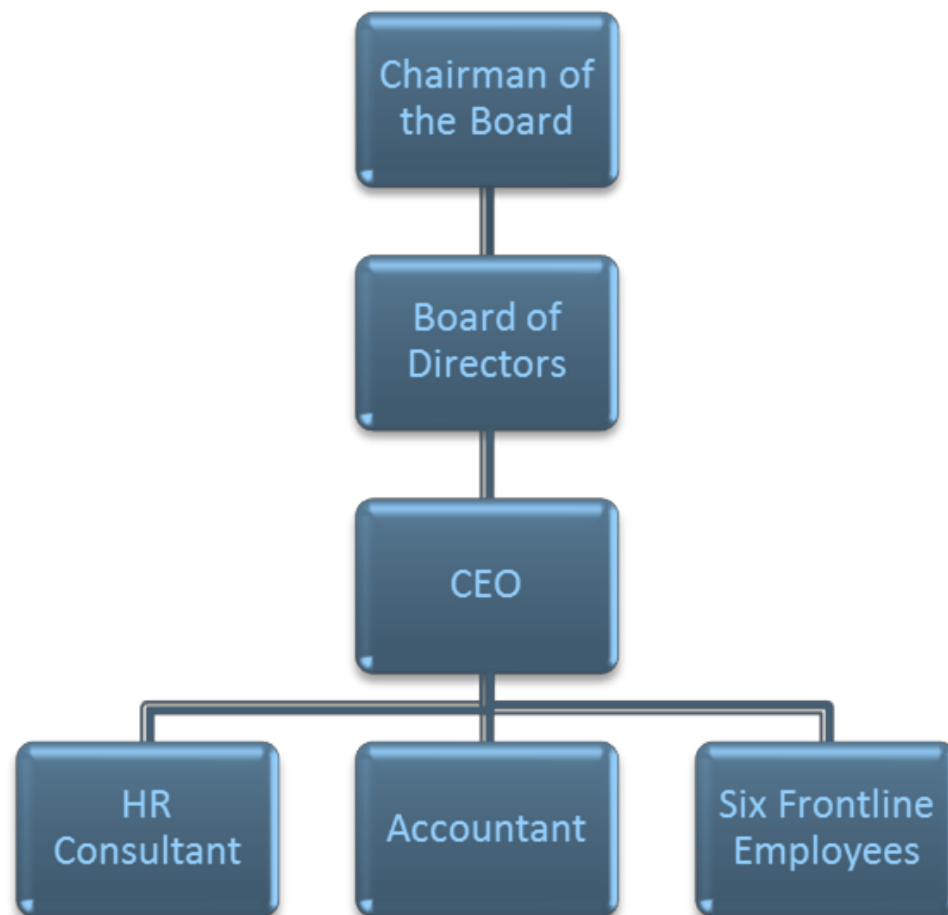 Chairman of
the Board
Board of
Directors
CEO
HR
Consultant
Accountant
Six Frontline
Employees